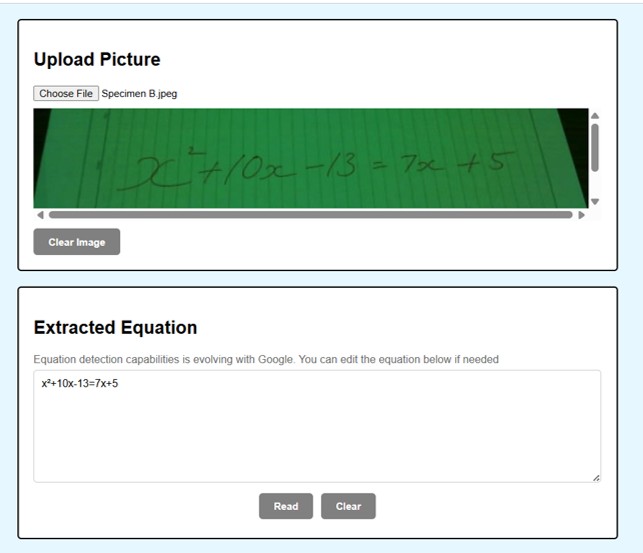 Upload Picture
Choose File Specimen B.jpeg
x²+10x-13=7x+5
Clear Image
Extracted Equation
Equation detection capabilities is evolving with Google. You can edit the equation below if needed
x²+10x-13=7x+5
Read Clear